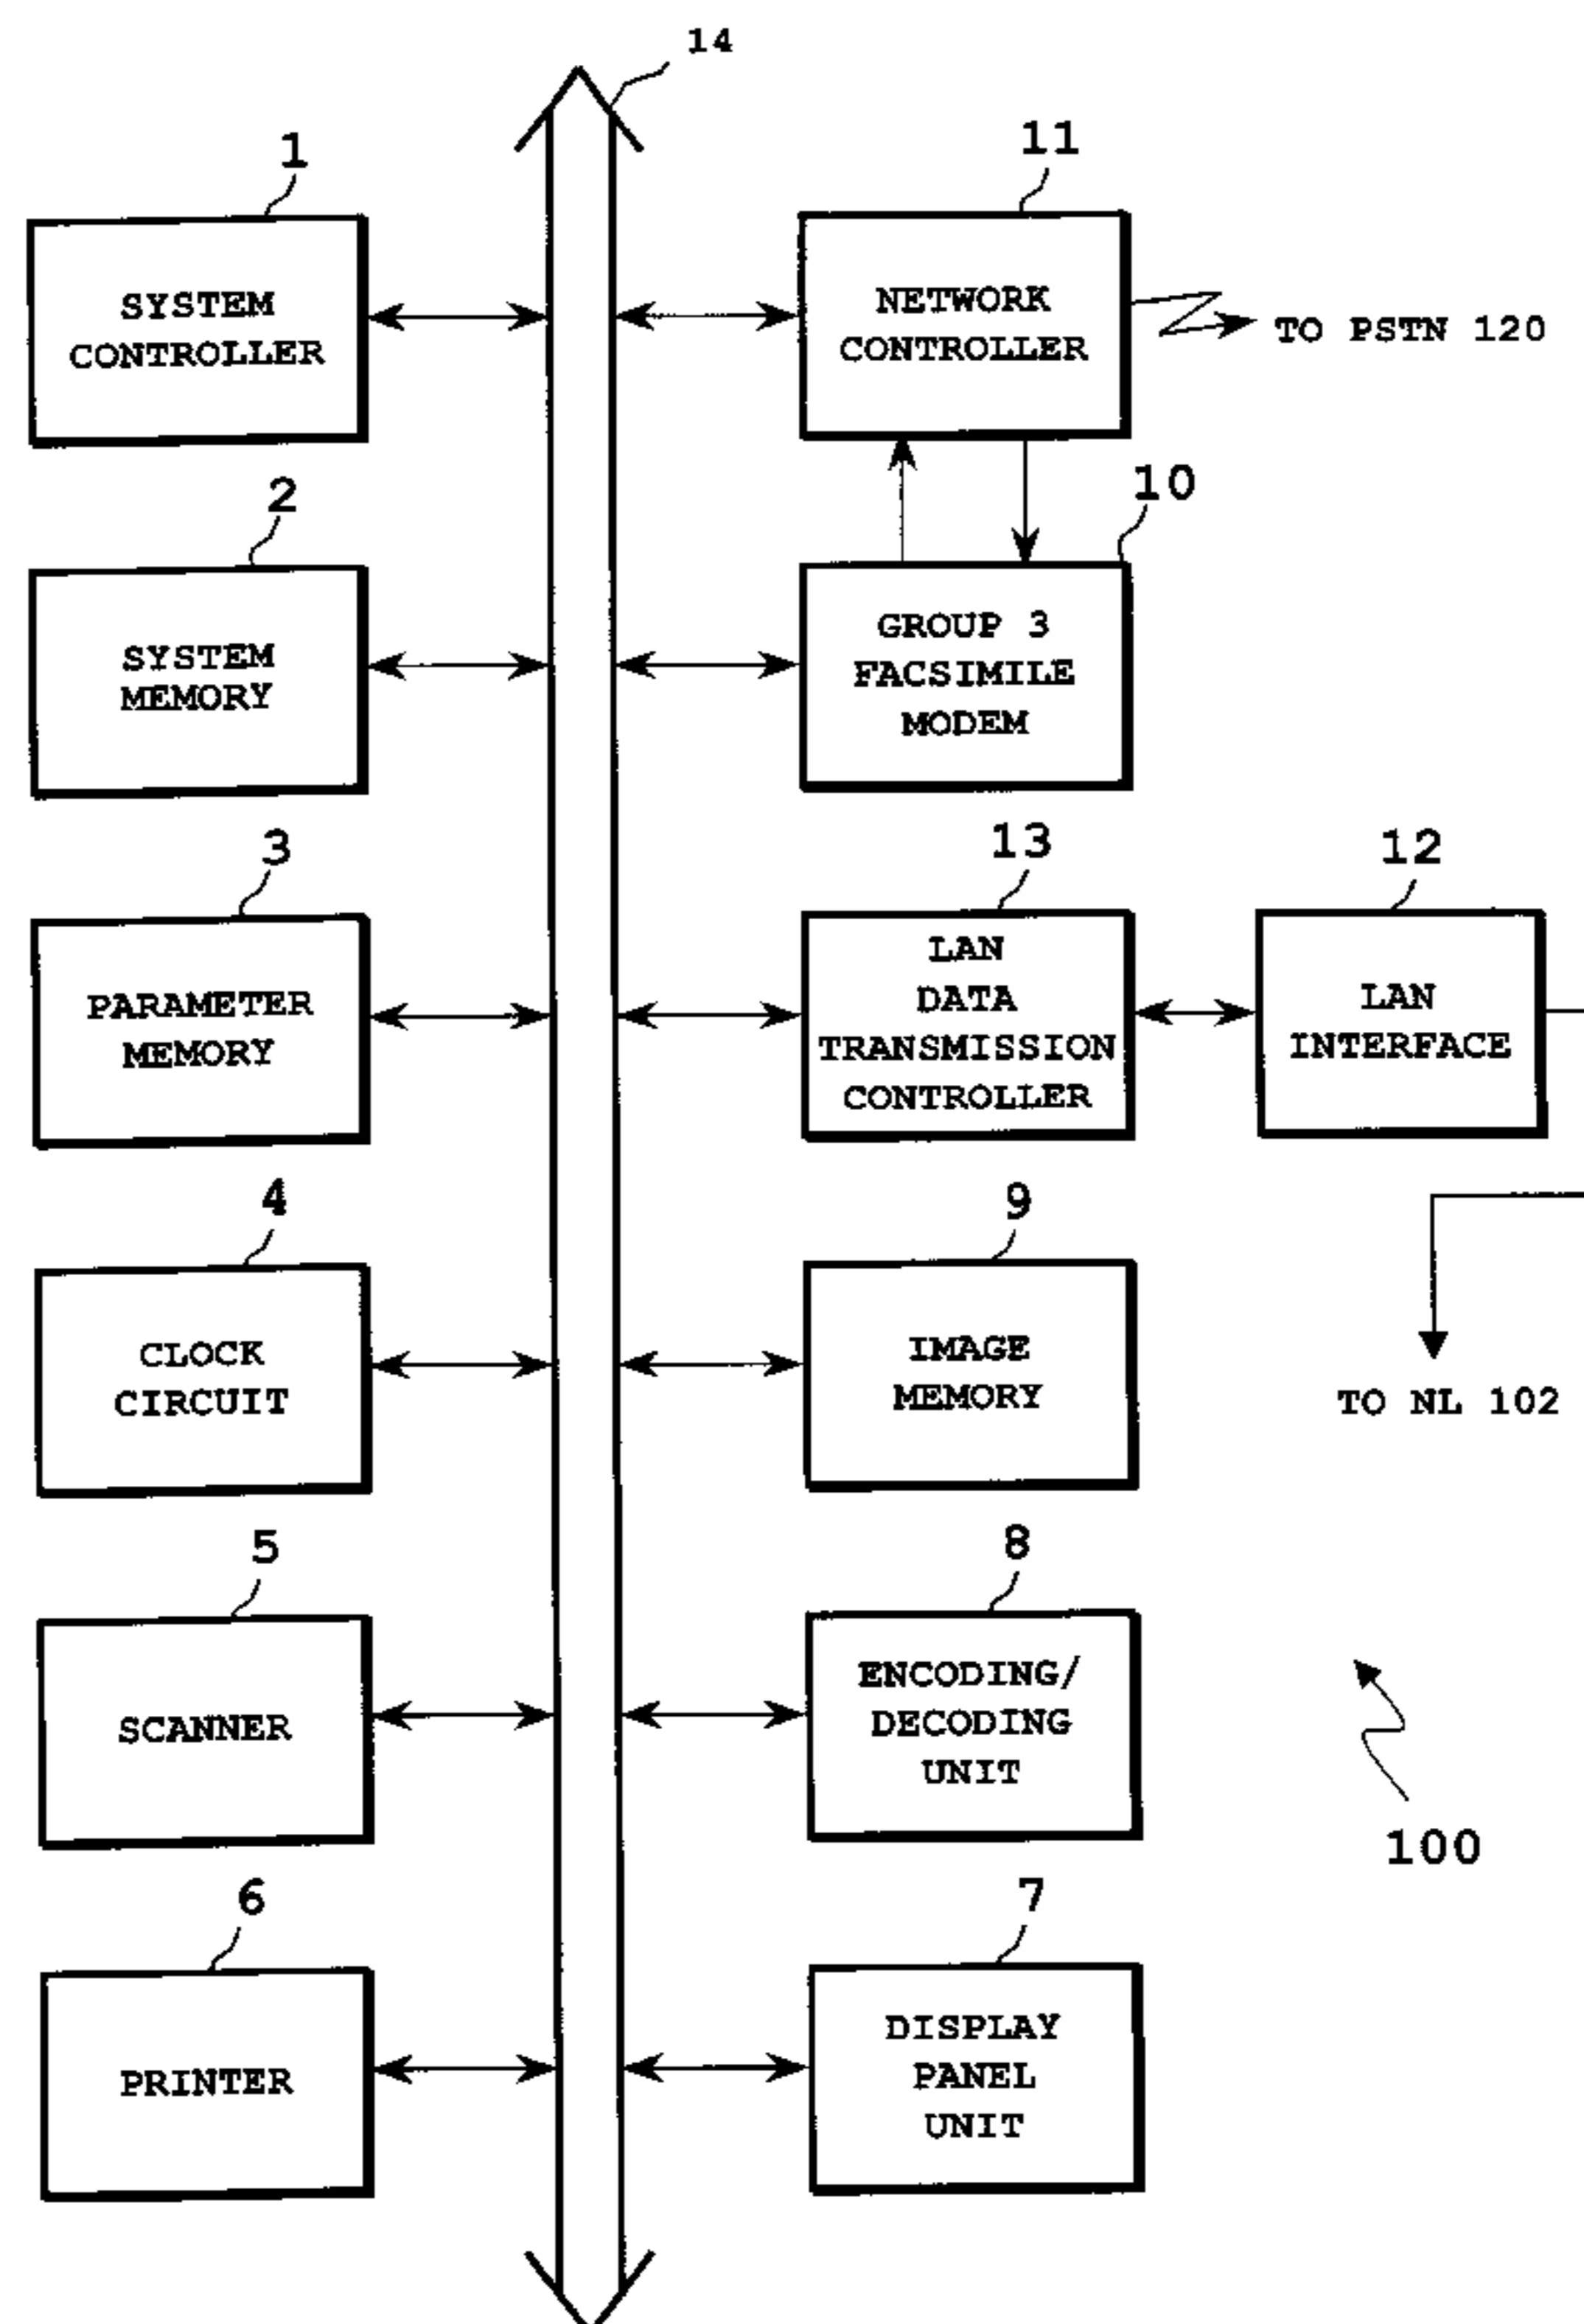 14
1
SYSTEM
CONTROLLER
11
NETWORK
CONTROLLER
TO PSTN 120
2
SYSTEM
MEMORY
10
GROUP 3
FACSIMILE
MODEM
3
PARAMETER
MEMORY
13
LAN
DATA
TRANSMISSION
CONTROLLER
12
LAN
INTERFACE
4
CLOCK
CIRCUIT
9
IMAGE
MEMORY
TO NL 102
5
SCANNER
8
ENCODING/
DECODING
UNIT
100
6
PRINTER
7
DISPLAY
PANEL
UNIT